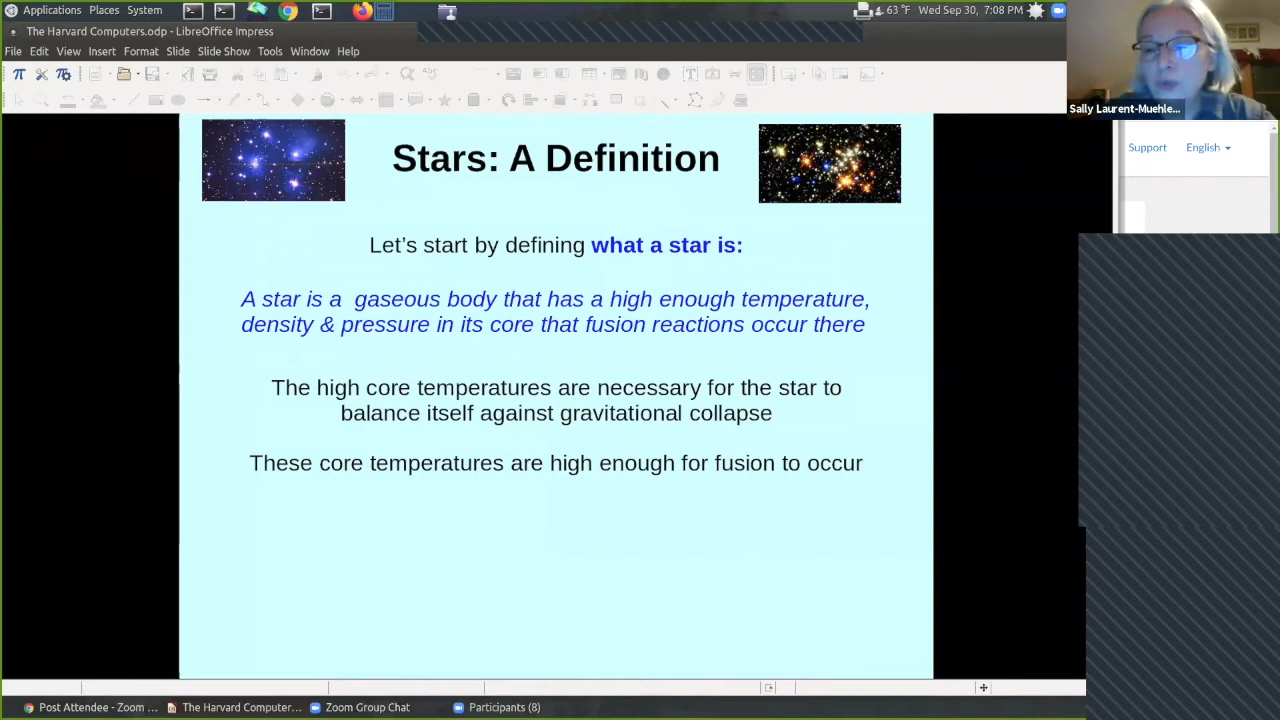 Applications Places System 63 °F Wed Sep 30, 7:08 PM
The Harvard Computers.odp - LibreOffice Impress
File Edit View Insert Format Slide Slide Show Tools Window Help
Sally Laurent-Muehle...
Support English
Stars: A Definition
Let's start by defining what a star is:
A star is a gaseous body that has a high enough temperature,
density & pressure in its core that fusion reactions occur there
The high core temperatures are necessary for the star to
balance itself against gravitational collapse
These core temperatures are high enough for fusion to occur
Post Attendee - Zoom ... The Harvard Computer... Zoom Group Chat Participants (8)